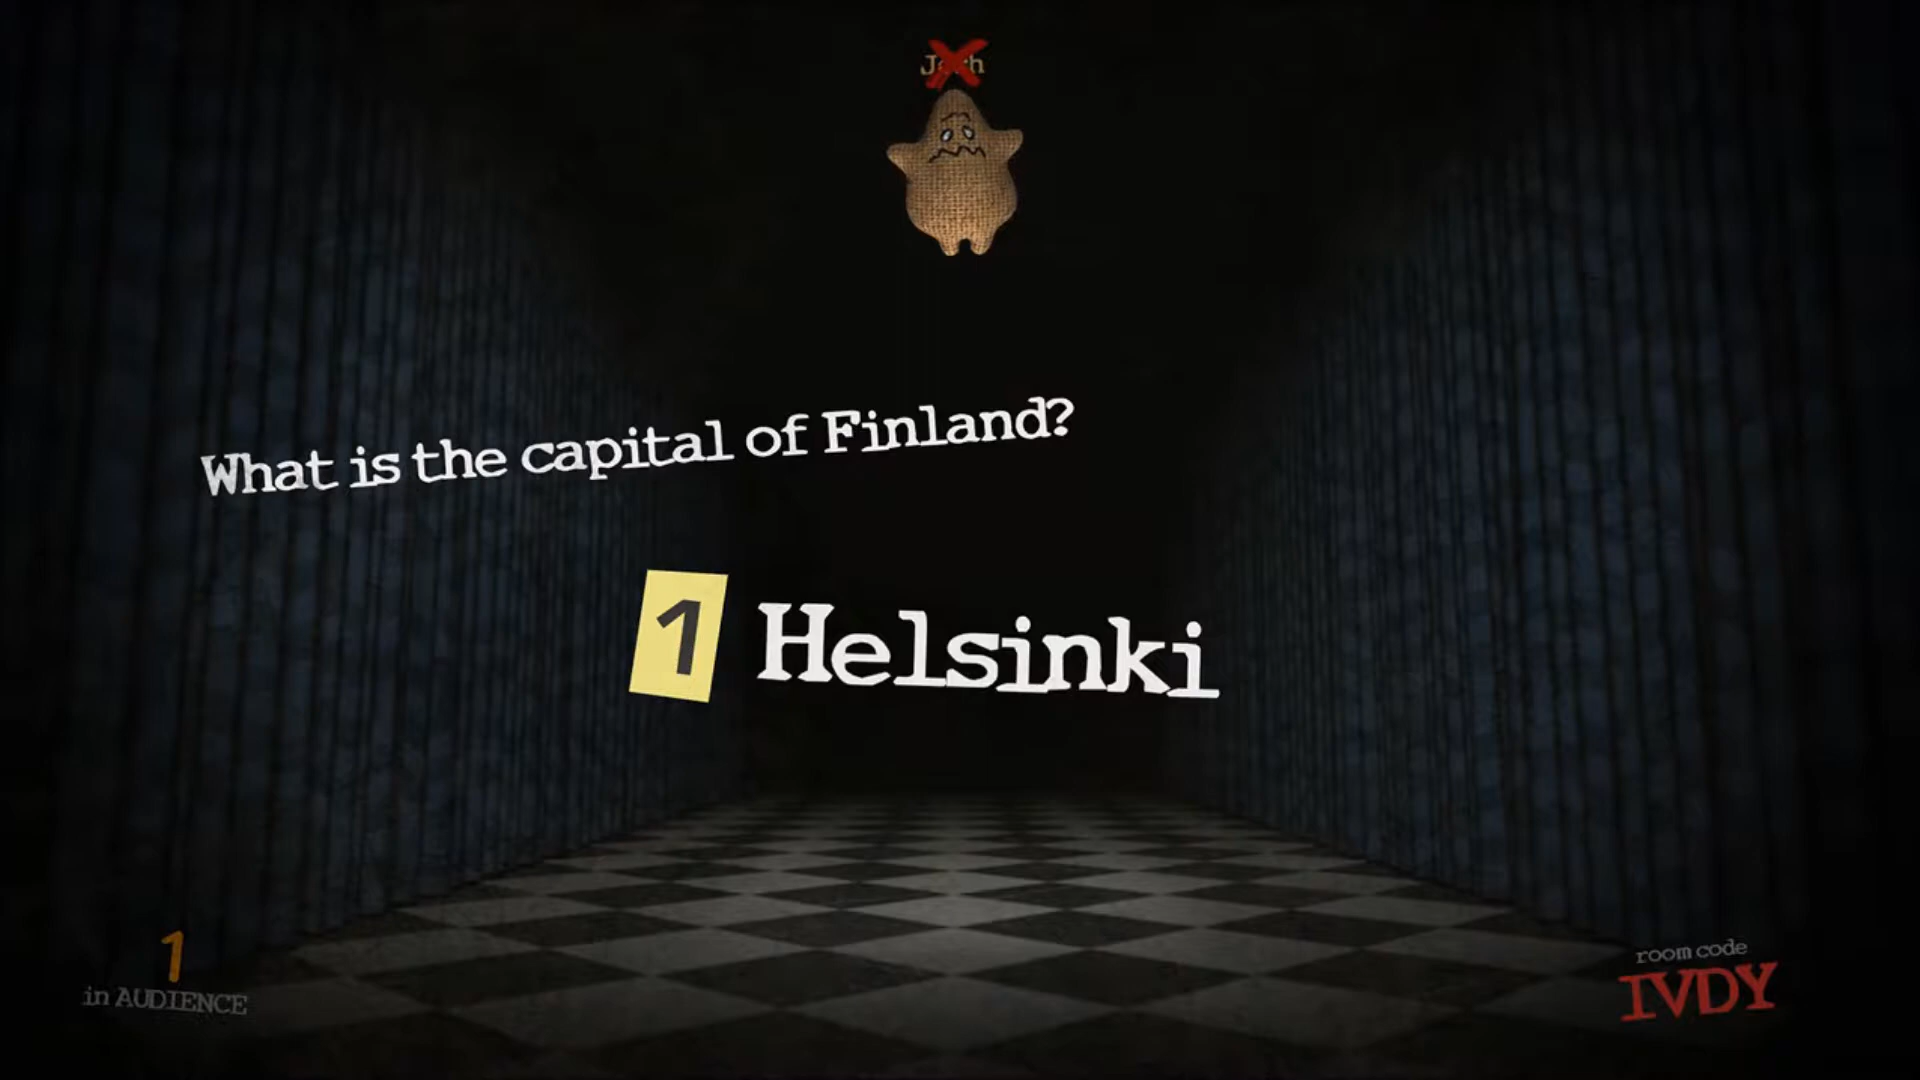 What is the capital of Finland?
1 Helsinki
1
in AUDIENCE
room code
IVDY